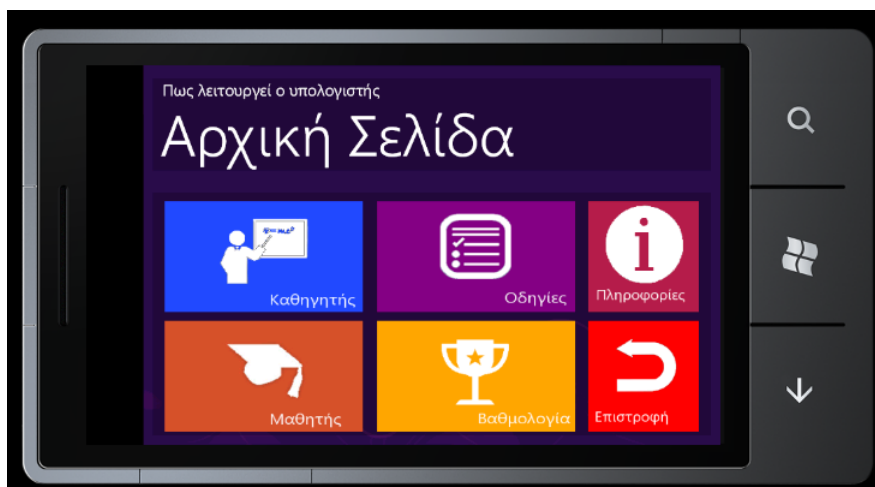 Πως λειτουργεί ο υπολογιστής
Αρχική Σελίδα
Καθηγητής
Οδηγίες
Πληροφορίες
Μαθητής
Βαθμολογία
Επιστροφή